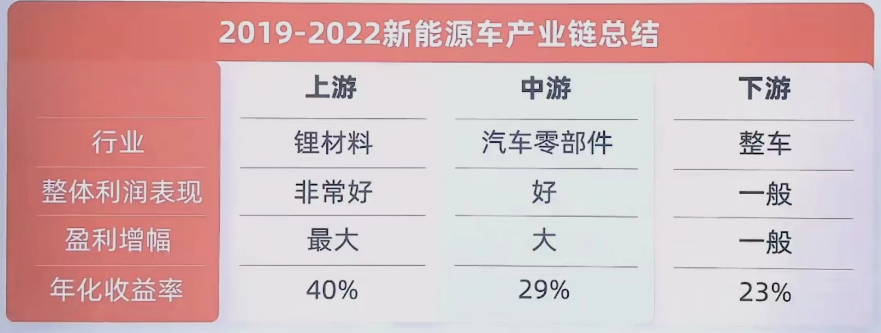 2019-2022新能源车产业链总结
上游 中游 下游
行业 锂材料 汽车零部件 整车
整体利润表现 非常好 好 一般
盈利增幅 最大 大 一般
年化收益率 40% 29% 23%